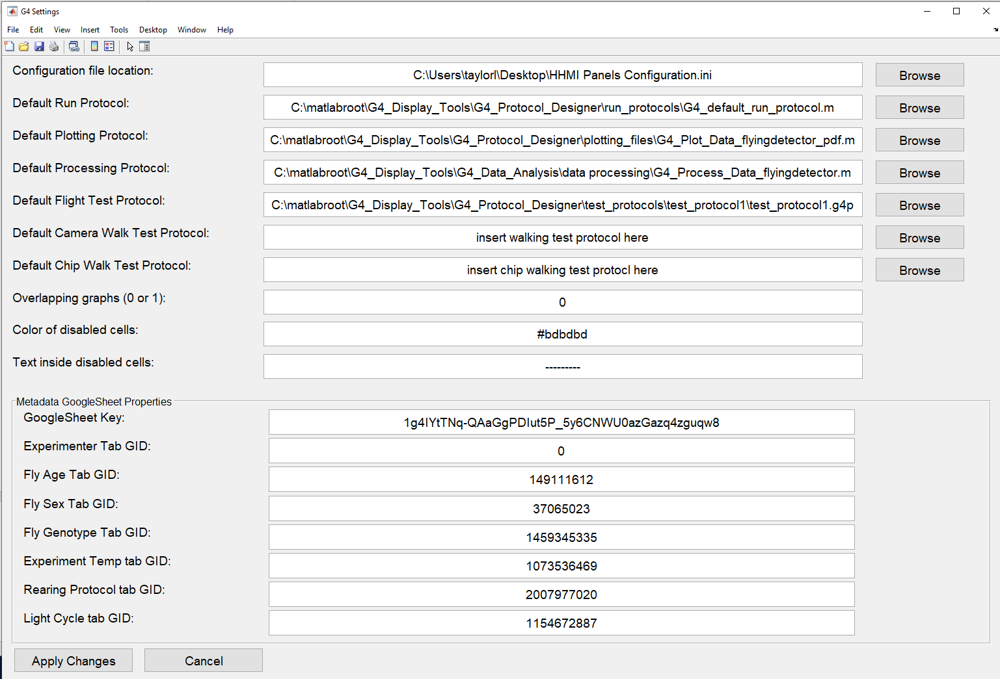 G4 Settings
File Edit View Insert Tools Desktop Window Help
Configuration file location: C:\Users\taylorl\Desktop\HHMI Panels Configuration.ini Browse
Default Run Protocol: C:\matlabroot\G4_Display_Tools\G4_Protocol_Designer\run_protocols\G4_default_run_protocol.m Browse
Default Plotting Protocol: C:\matlabroot\G4_Display_Tools\G4_Protocol_Designer\plotting_files\G4_Plot_Data_flyingdetector_pdf.m Browse
Default Processing Protocol: C:\matlabroot\G4_Display_Tools\G4_Data_Analysis\data processing\G4_Process_Data_flyingdetector.m Browse
Default Flight Test Protocol: C:\matlabroot\G4_Display_Tools\G4_Protocol_Designer\test_protocols\test_protocol1\test_protocol1.g4p Browse
Default Camera Walk Test Protocol: insert walking test protocol here Browse
Default Chip Walk Test Protocol: insert chip walking test protocl here Browse
Overlapping graphs (0 or 1): 0
Color of disabled cells: #bdbdbd
Text inside disabled cells: ---------
Metadata GoogleSheet Properties
GoogleSheet Key: 1g4IYtTNq-QAaGgPDIut5P_5y6CNWU0azGazq4zguqw8
Experimenter Tab GID: 0
Fly Age Tab GID: 149111612
Fly Sex Tab GID: 37065023
Fly Genotype Tab GID: 1459345335
Experiment Temp tab GID: 1073536469
Rearing Protocol tab GID: 2007977020
Light Cycle tab GID: 1154672887
Apply Changes Cancel